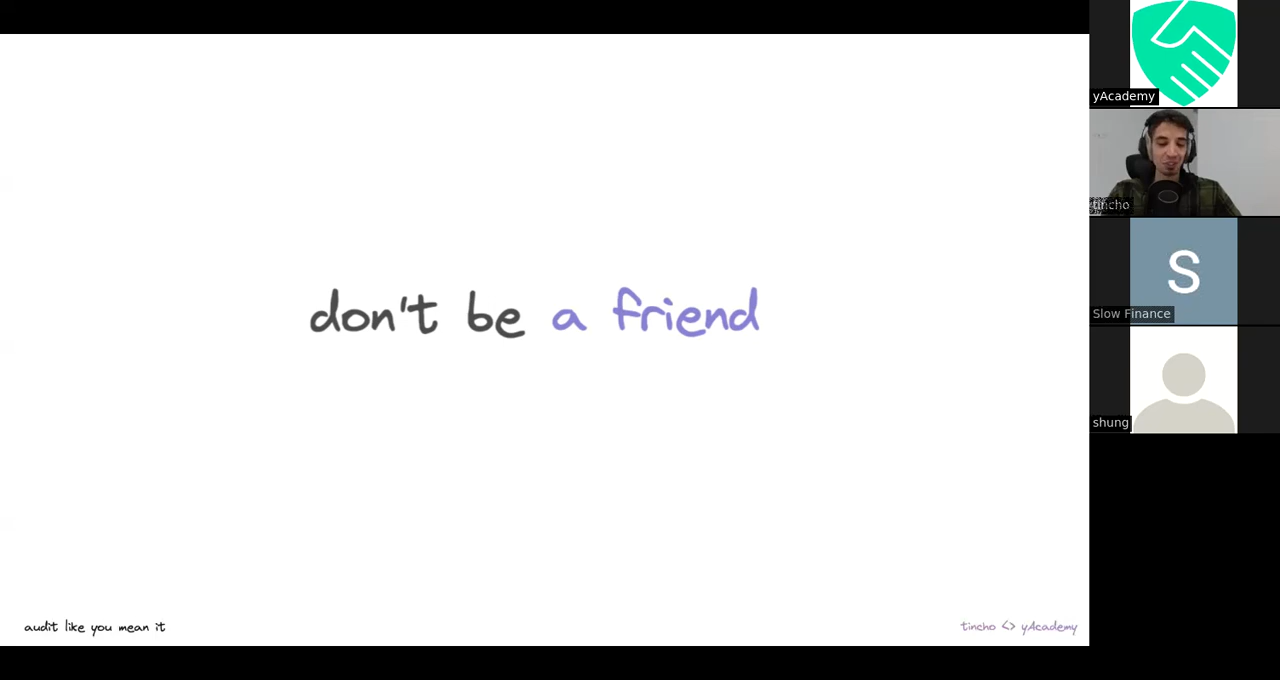 don't be a friend
audit like you mean it
tincho <> yAcademy
yAcademy
tincho
S
Slow Finance
shung